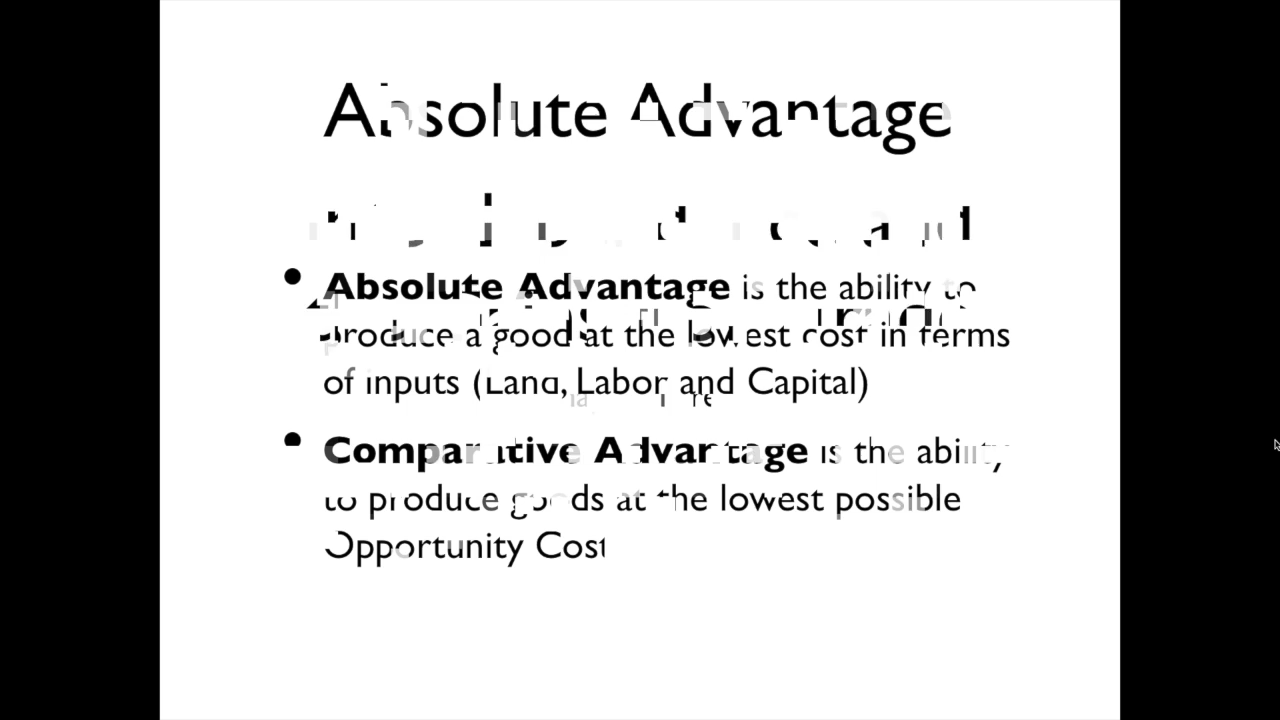 Absolute Advantage
• Absolute Advantage is the ability to
produce a good at the lowest cost in terms
of inputs (Land, Labor and Capital)
• Comparative Advantage is the ability
to produce goods at the lowest possible
Opportunity Cost